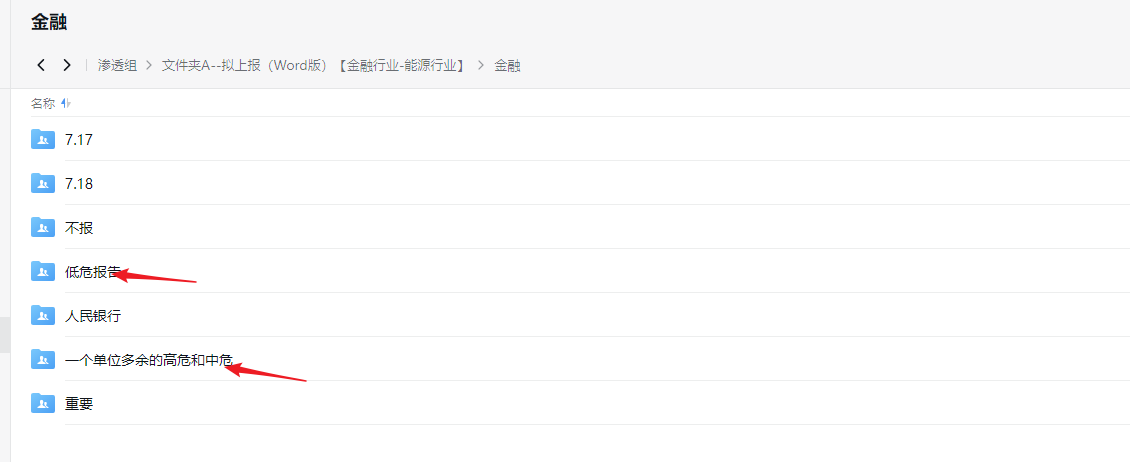 金融
渗透组 > 文件夹A--拟上报（Word版）【金融行业-能源行业】 > 金融
名称
7.17
7.18
不报
低危报告
人民银行
一个单位多余的高危和中危
重要